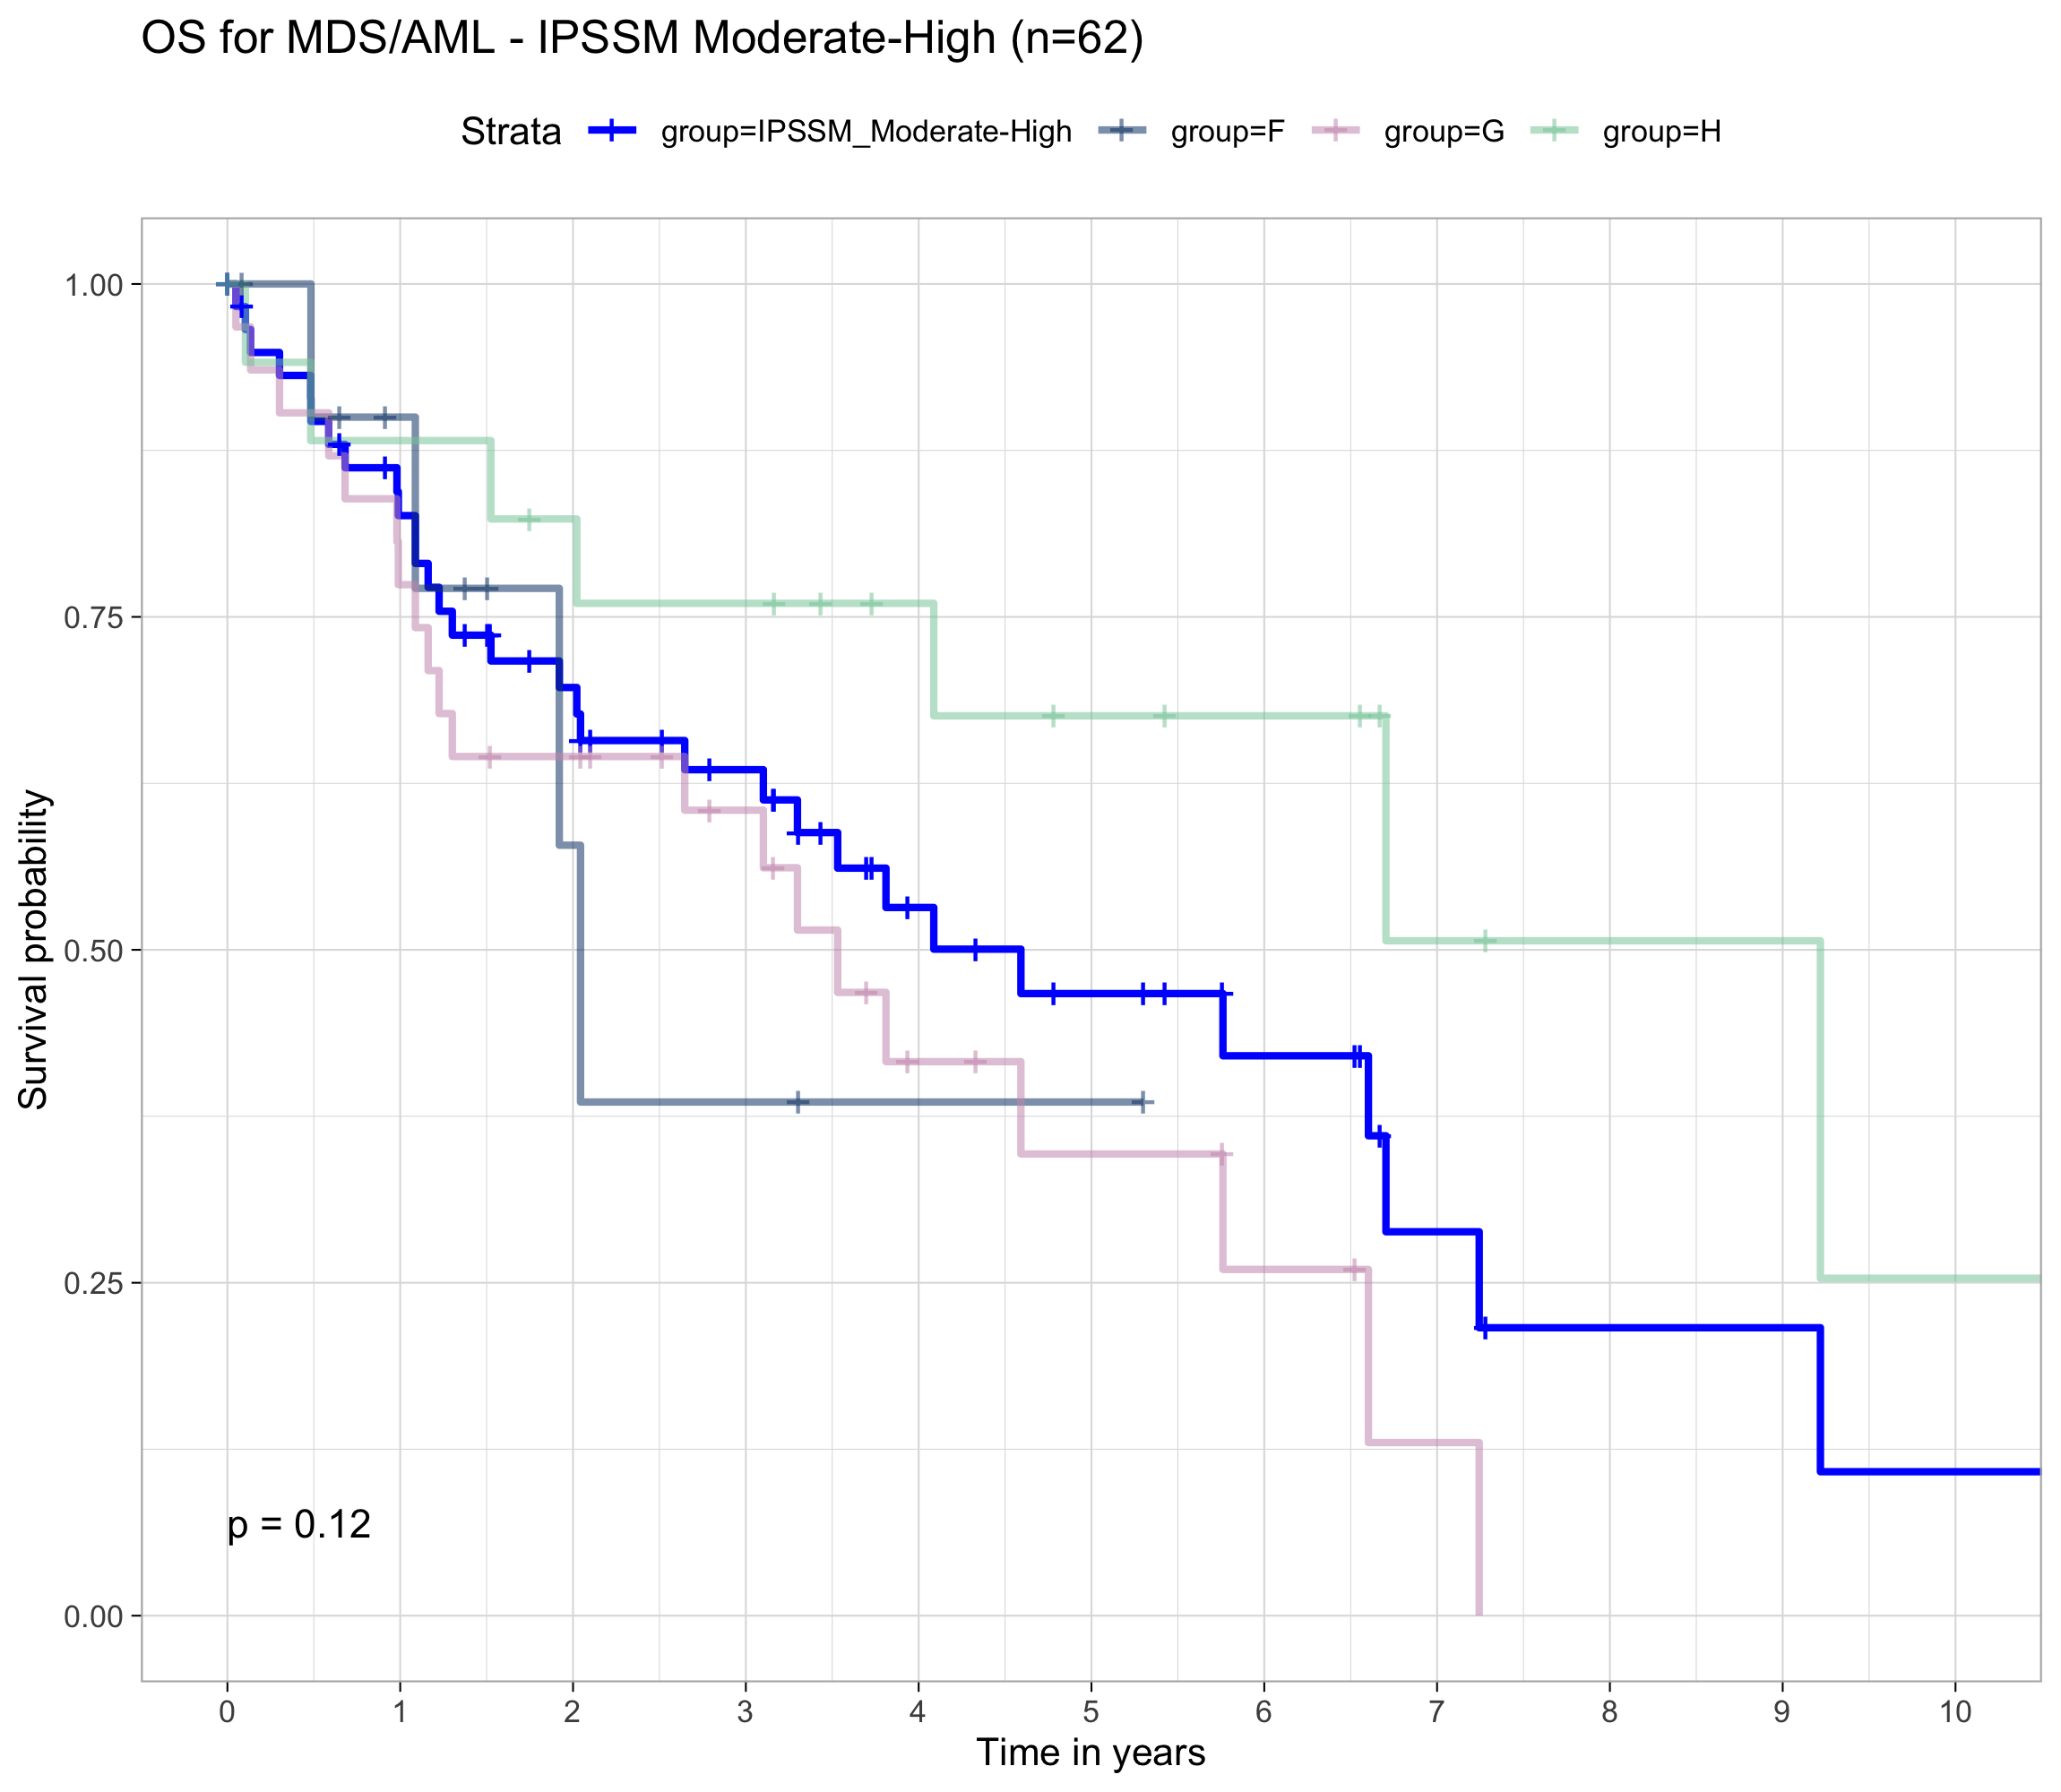 OS for MDS/AML - IPSSM Moderate-High (n=62)
Strata group=IPSSM_Moderate-High group=F group=G group=H
Survival probability
1.00
0.75
0.50
0.25
0.00
p = 0.12
0 1 2 3 4 5 6 7 8 9 10
Time in years